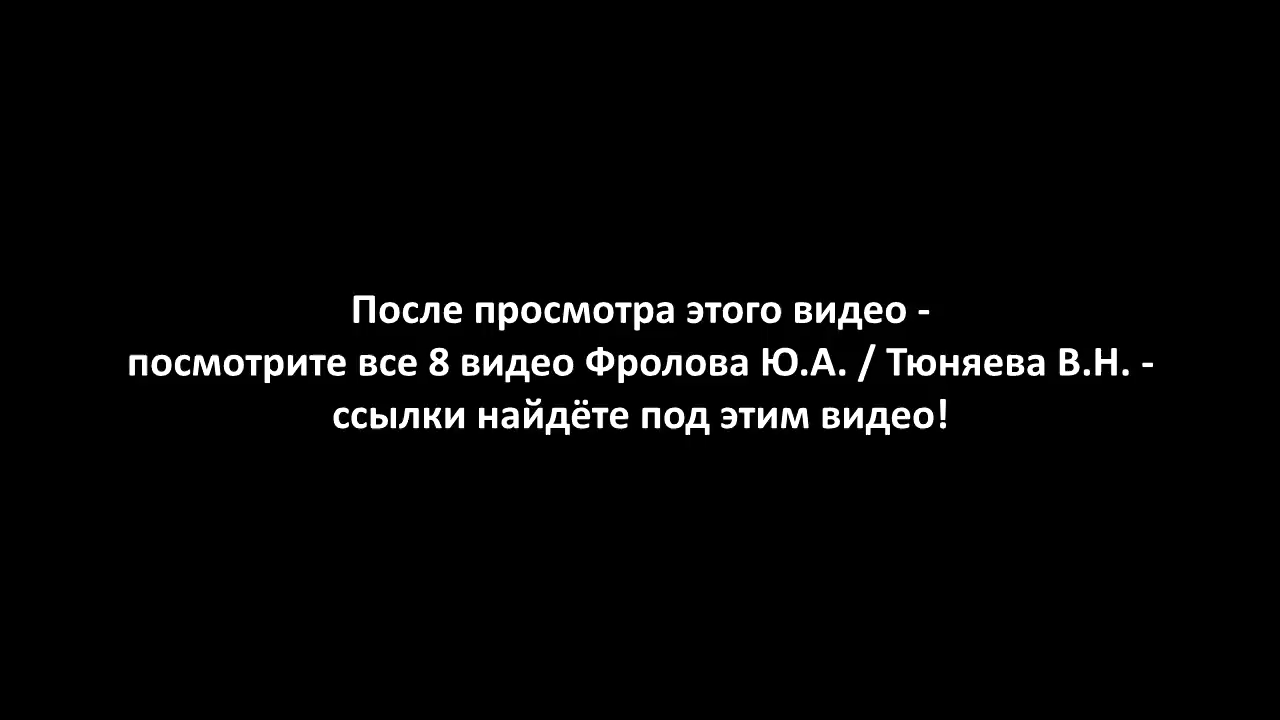 После просмотра этого видео -
посмотрите все 8 видео Фролова Ю.А. / Тюняева В.Н. -
ссылки найдёте под этим видео!